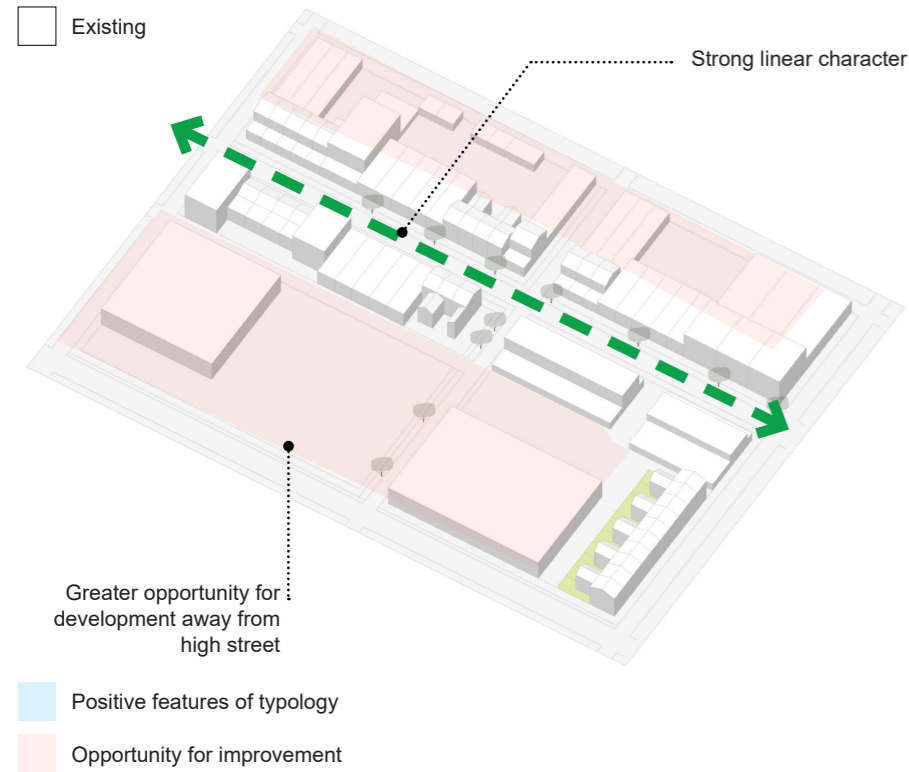 Existing
Strong linear character
Greater opportunity for
development away from
high street
Positive features of typology
Opportunity for improvement